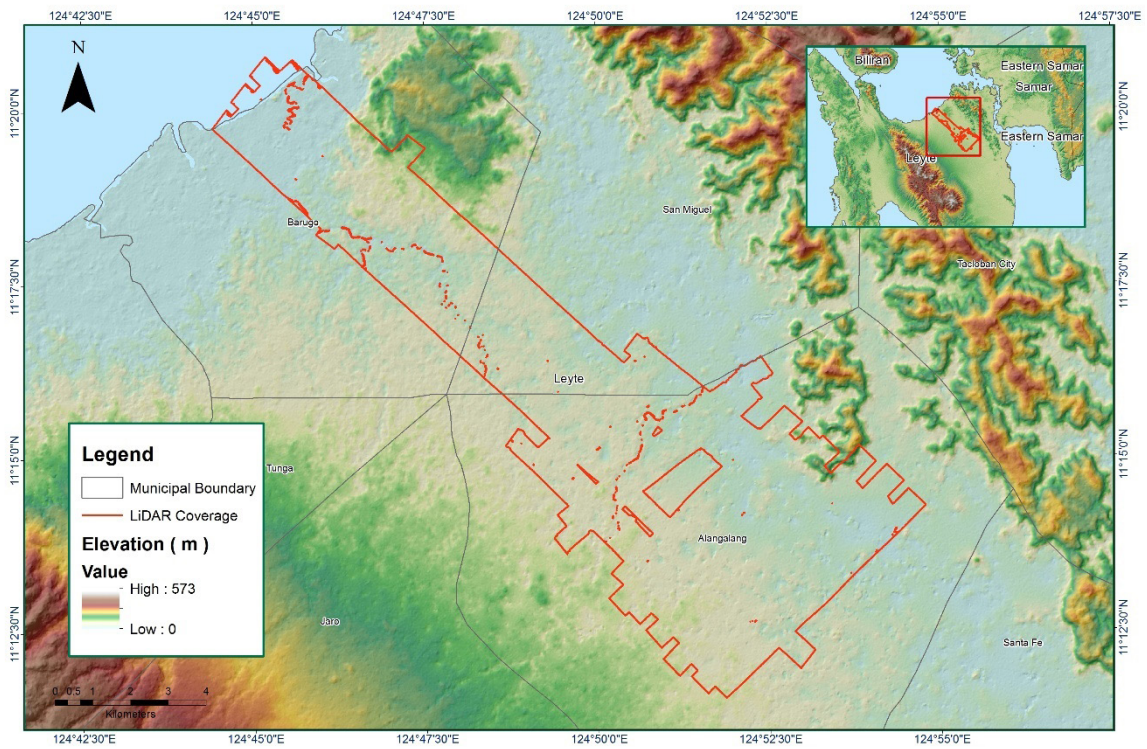 124°42'30"E 124°45'0"E 124°47'30"E 124°50'0"E 124°52'30"E 124°55'0"E 124°57'30"E
N
Biliran
Eastern Samar
Samar
Eastern Samar
Leyte
11°20'0"N
11°20'0"N
San Miguel
Barugo
Tacloban City
11°17'30"N
11°17'30"N
Leyte
Legend
Municipal Boundary
LiDAR Coverage
Elevation ( m )
Value
High : 573
Low : 0
Tunga
11°15'0"N
11°15'0"N
Alangalang
Jaro
Santa Fe
11°12'30"N
11°12'30"N
0 0.5 1 2 3 4
Kilometers
124°42'30"E 124°45'0"E 124°47'30"E 124°50'0"E 124°52'30"E 124°55'0"E 124°57'30"E